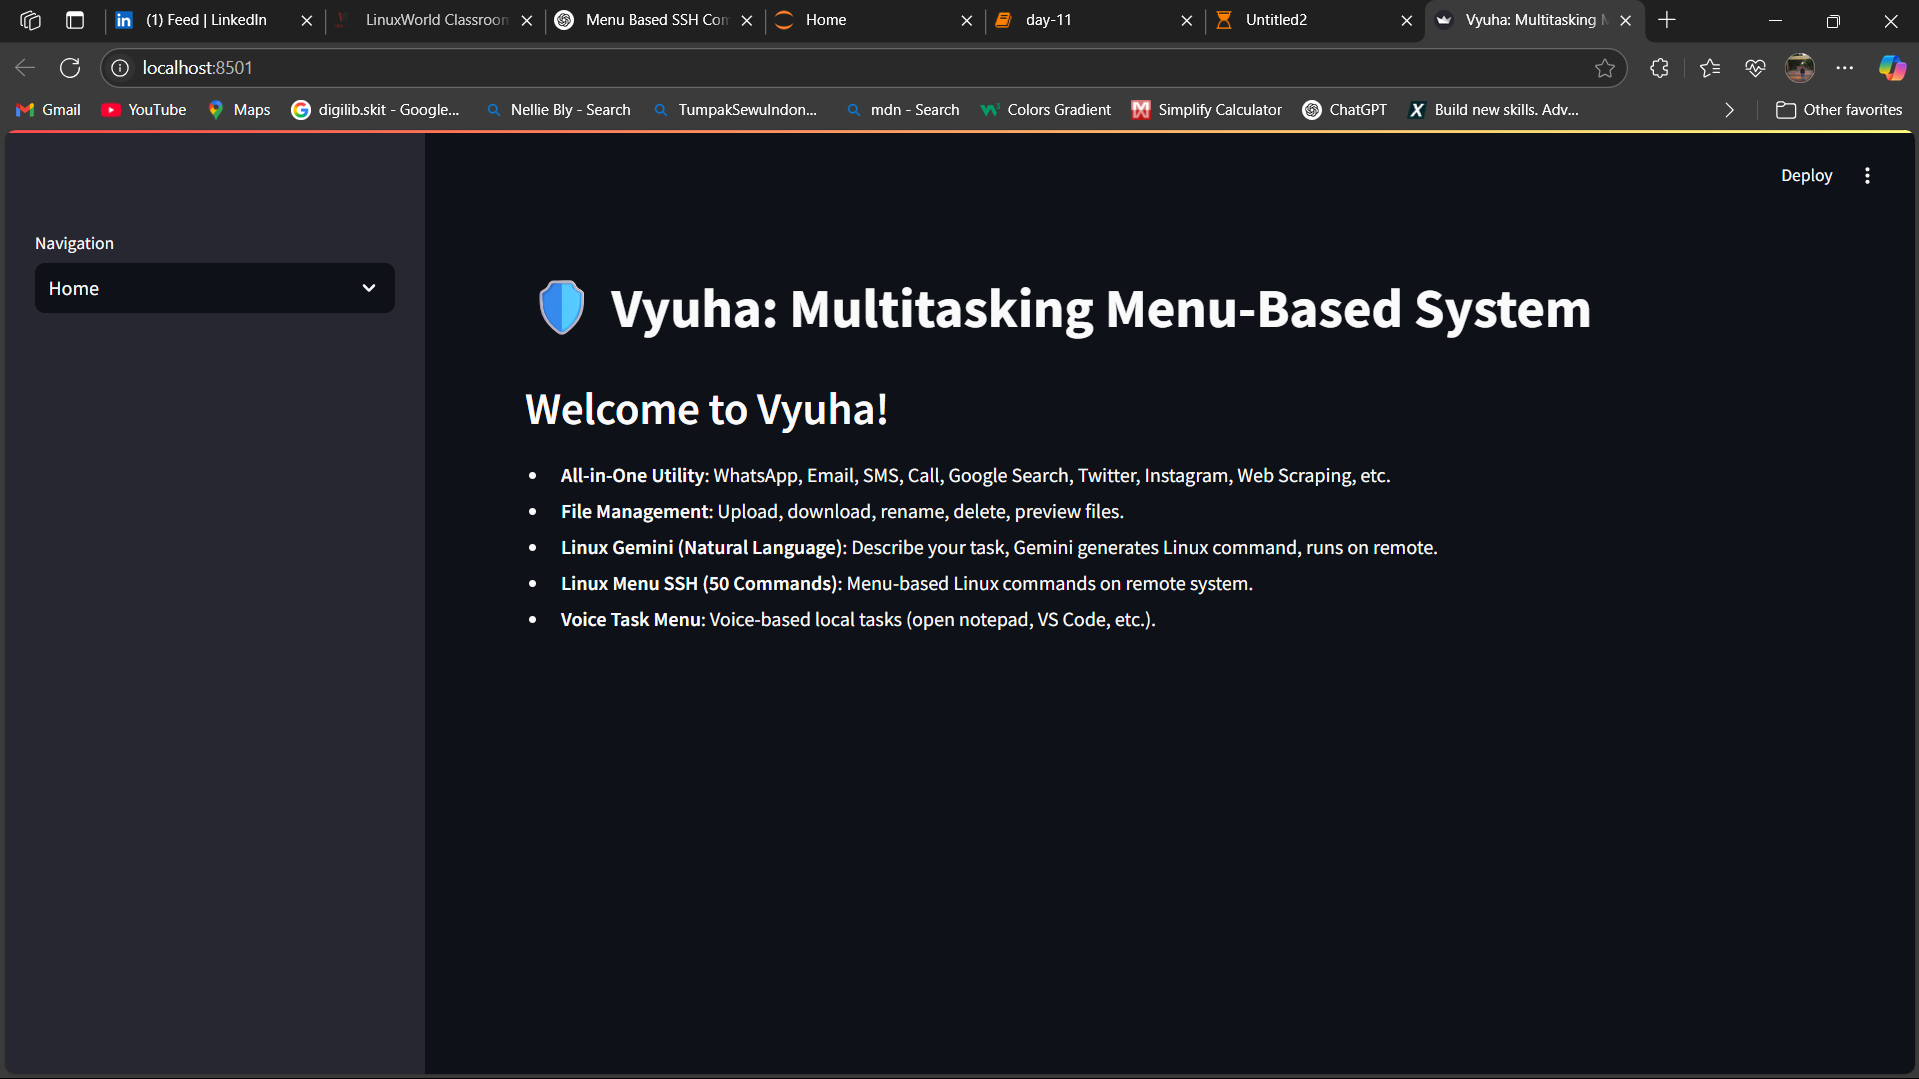 (1) Feed | LinkedIn
LinuxWorld Classroom
Menu Based SSH Com
Home
day-11
Untitled2
Vyuha: Multitasking
localhost:8501
Gmail
YouTube
Maps
digilib.skit - Google...
Nellie Bly - Search
TumpakSewuIndon...
mdn - Search
Colors Gradient
Simplify Calculator
ChatGPT
Build new skills. Adv...
Other favorites
Deploy
Navigation
Home
Vyuha: Multitasking Menu-Based System
Welcome to Vyuha!
• All-in-One Utility: WhatsApp, Email, SMS, Call, Google Search, Twitter, Instagram, Web Scraping, etc.
• File Management: Upload, download, rename, delete, preview files.
• Linux Gemini (Natural Language): Describe your task, Gemini generates Linux command, runs on remote.
• Linux Menu SSH (50 Commands): Menu-based Linux commands on remote system.
• Voice Task Menu: Voice-based local tasks (open notepad, VS Code, etc.).